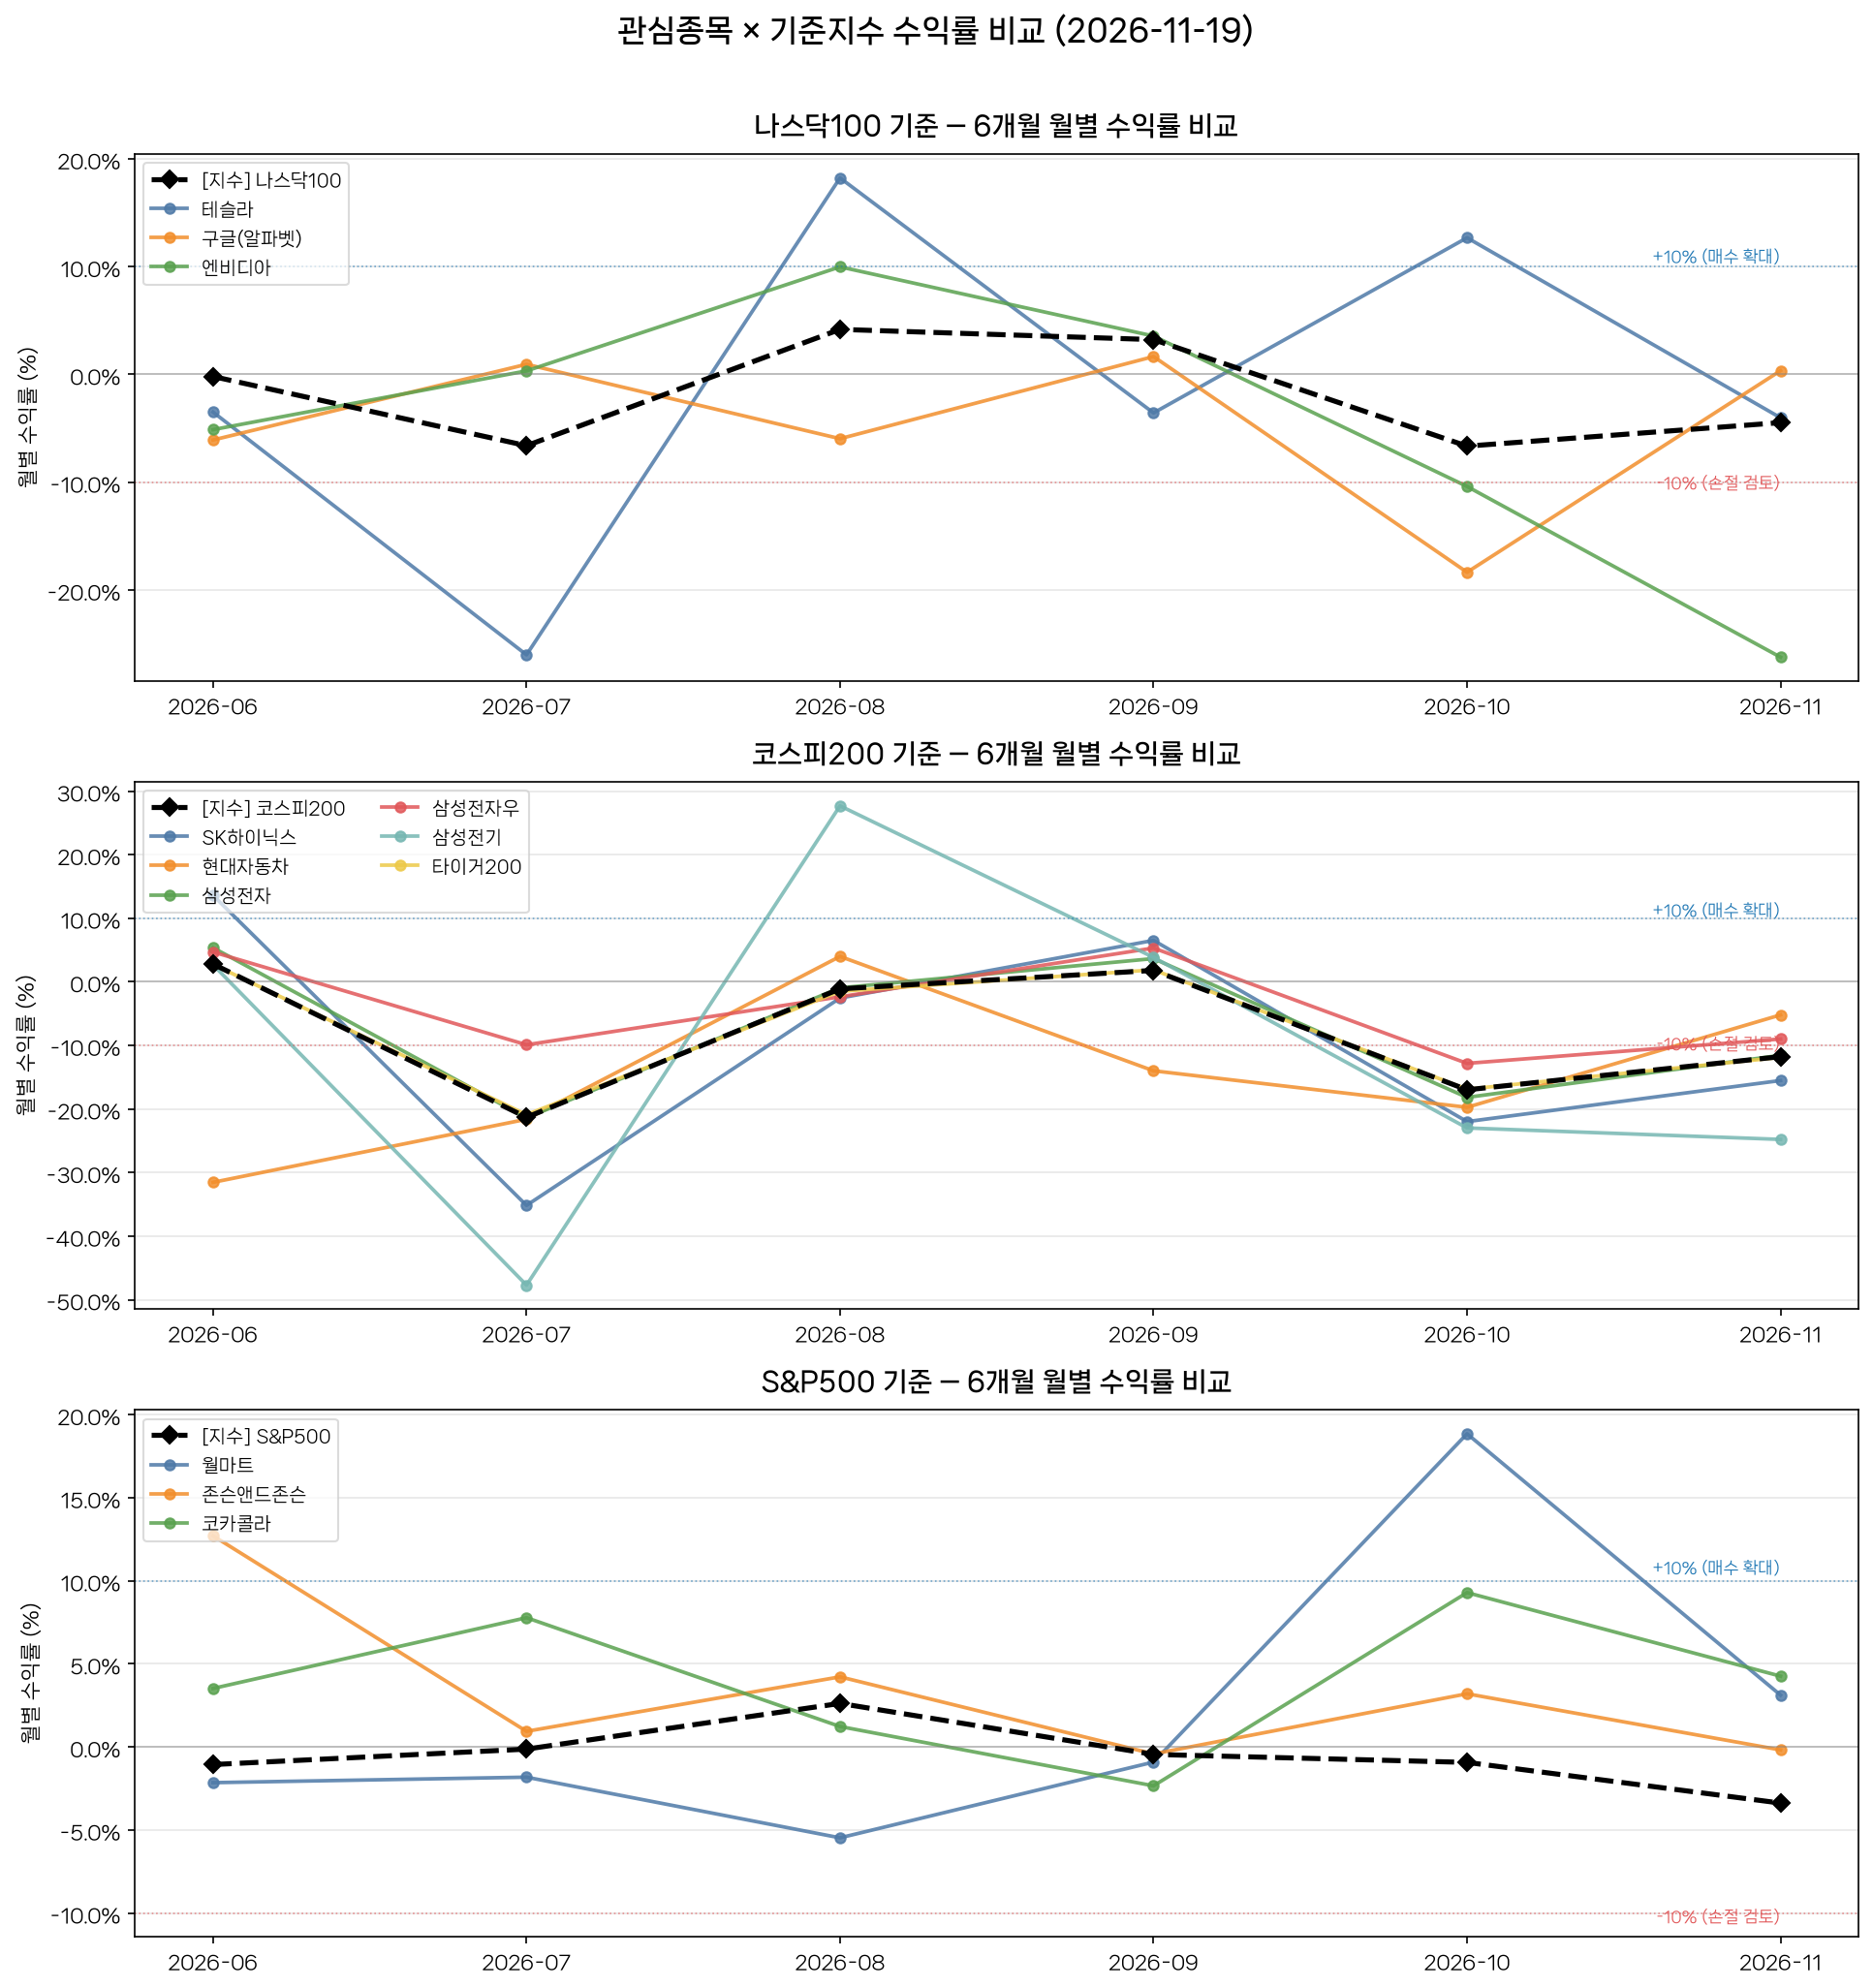 관심종목 × 기준지수 수익률 비교 (2026-11-19)
나스닥100 기준 — 6개월 월별 수익률 비교
월별 수익률 (%)
20.0%
10.0%
0.0%
-10.0%
-20.0%
[지수] 나스닥100
테슬라
구글(알파벳)
엔비디아
+10% (매수 확대)
-10% (손절 검토)
2026-06 2026-07 2026-08 2026-09 2026-10 2026-11
코스피200 기준 — 6개월 월별 수익률 비교
월별 수익률 (%)
30.0%
20.0%
10.0%
0.0%
-10.0%
-20.0%
-30.0%
-40.0%
-50.0%
[지수] 코스피200
SK하이닉스
현대자동차
삼성전자
삼성전자우
삼성전기
타이거200
+10% (매수 확대)
-10% (손절 검토)
2026-06 2026-07 2026-08 2026-09 2026-10 2026-11
S&P500 기준 — 6개월 월별 수익률 비교
월별 수익률 (%)
20.0%
15.0%
10.0%
5.0%
0.0%
-5.0%
-10.0%
[지수] S&P500
월마트
존슨앤드존슨
코카콜라
+10% (매수 확대)
-10% (손절 검토)
2026-06 2026-07 2026-08 2026-09 2026-10 2026-11